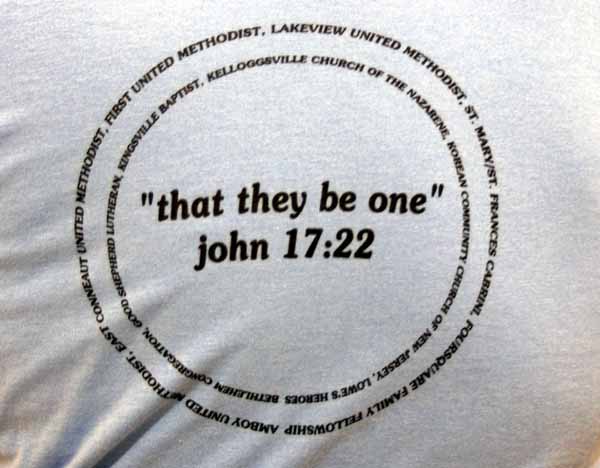 AMBOY UNITED METHODIST, EAST CONNEAUT UNITED METHODIST, FIRST UNITED METHODIST, LAKEVIEW UNITED METHODIST, ST. MARY/ST. FRANCES CABRINI, FOURSQUARE FAMILY FELLOWSHIP
BETHLEHEM CONGREGATION, GOOD SHEPHERD LUTHERAN, KINGSVILLE BAPTIST, KELLOGGSVILLE CHURCH OF THE NAZARENE, KOREAN COMMUNITY CHURCH OF NEW JERSEY, LOWE'S HEROES
"that they be one"
john 17:22